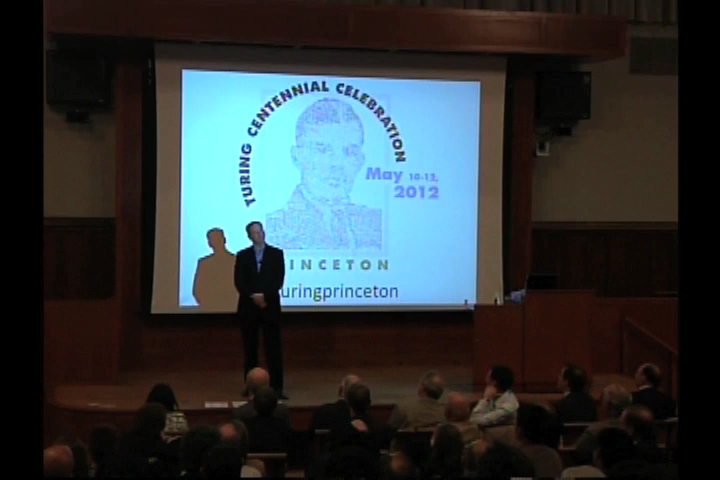 TURING CENTENNIAL CELEBRATION
May 10-13,
2012
INCETON
uringprinceton